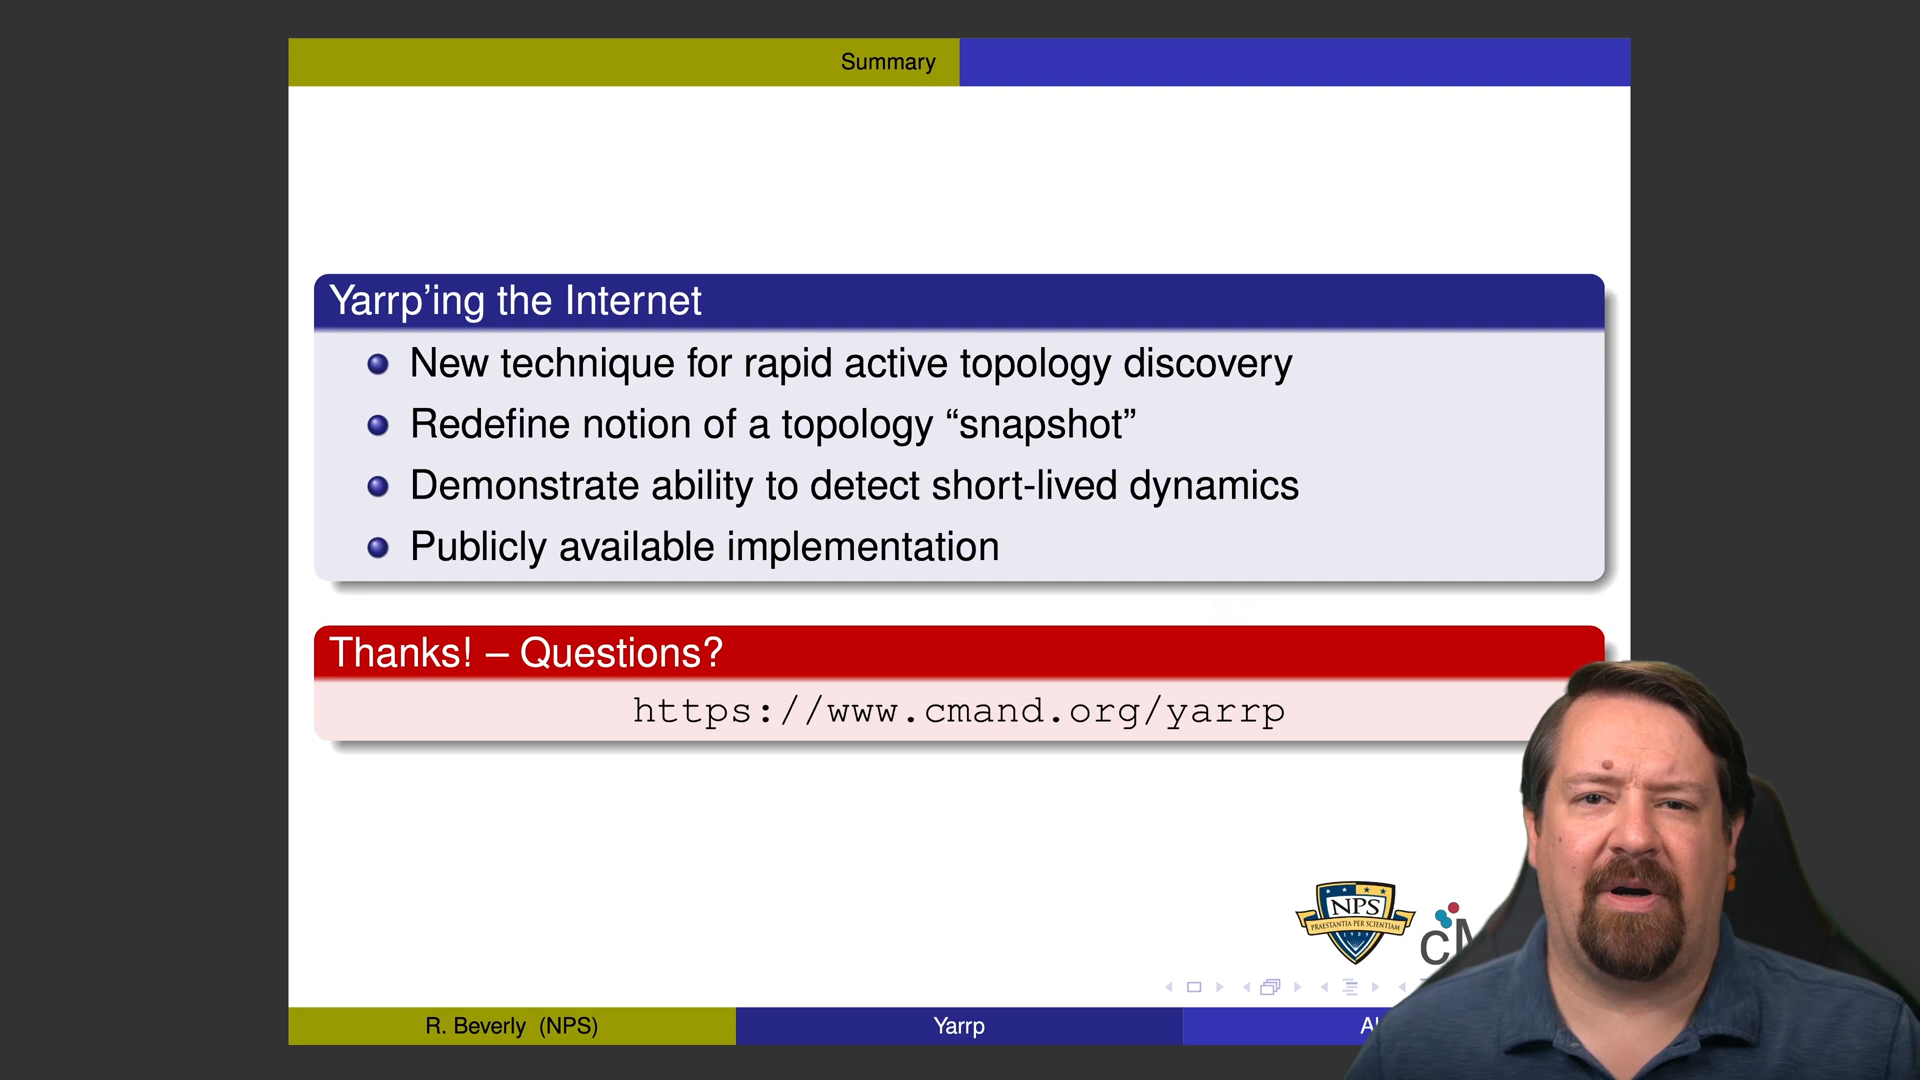 Summary
Yarrp’ing the Internet
New technique for rapid active topology discovery
Redefine notion of a topology “snapshot”
Demonstrate ability to detect short-lived dynamics
Publicly available implementation
Thanks! – Questions?
https://www.cmand.org/yarrp
NPS
PRAESTANTIA PER SCIENTIAM
1909
R. Beverly (NPS)
Yarrp